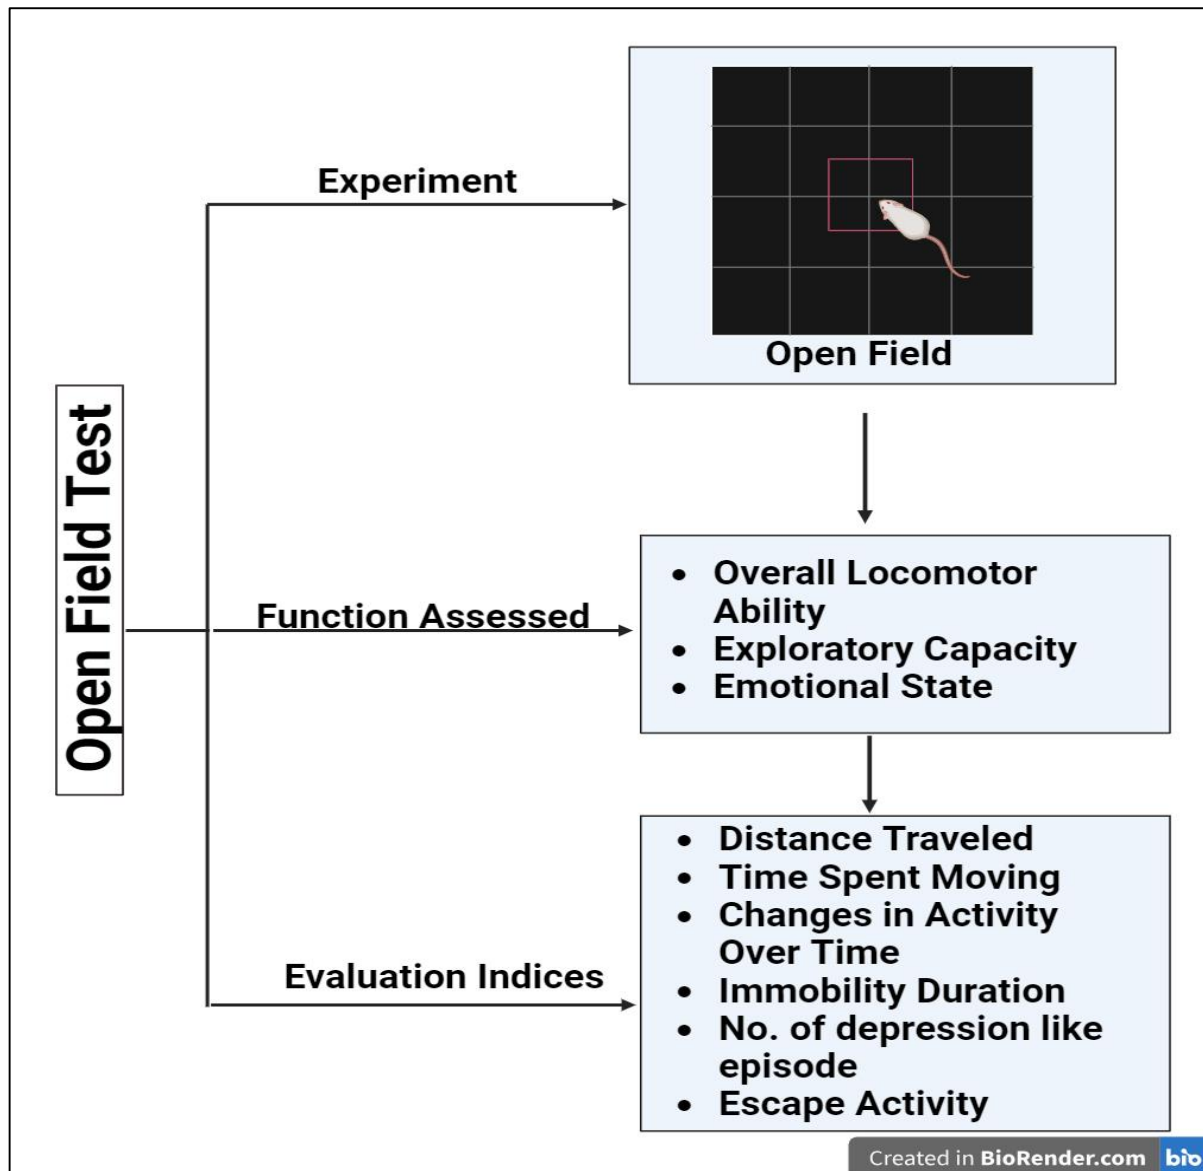 Open Field Test
Experiment
Open Field
Function Assessed
• Overall Locomotor
Ability
• Exploratory Capacity
• Emotional State
Evaluation Indices
• Distance Traveled
• Time Spent Moving
• Changes in Activity
Over Time
• Immobility Duration
• No. of depression like
episode
• Escape Activity
Created in BioRender.com bio